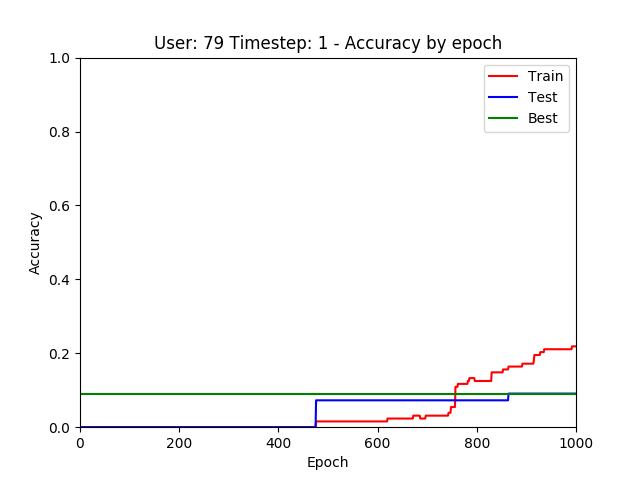 User: 79 Timestep: 1 - Accuracy by epoch
1.0
0.8
0.6
0.4
0.2
0.0
Accuracy
Train
Test
Best
0 200 400 600 800 1000
Epoch